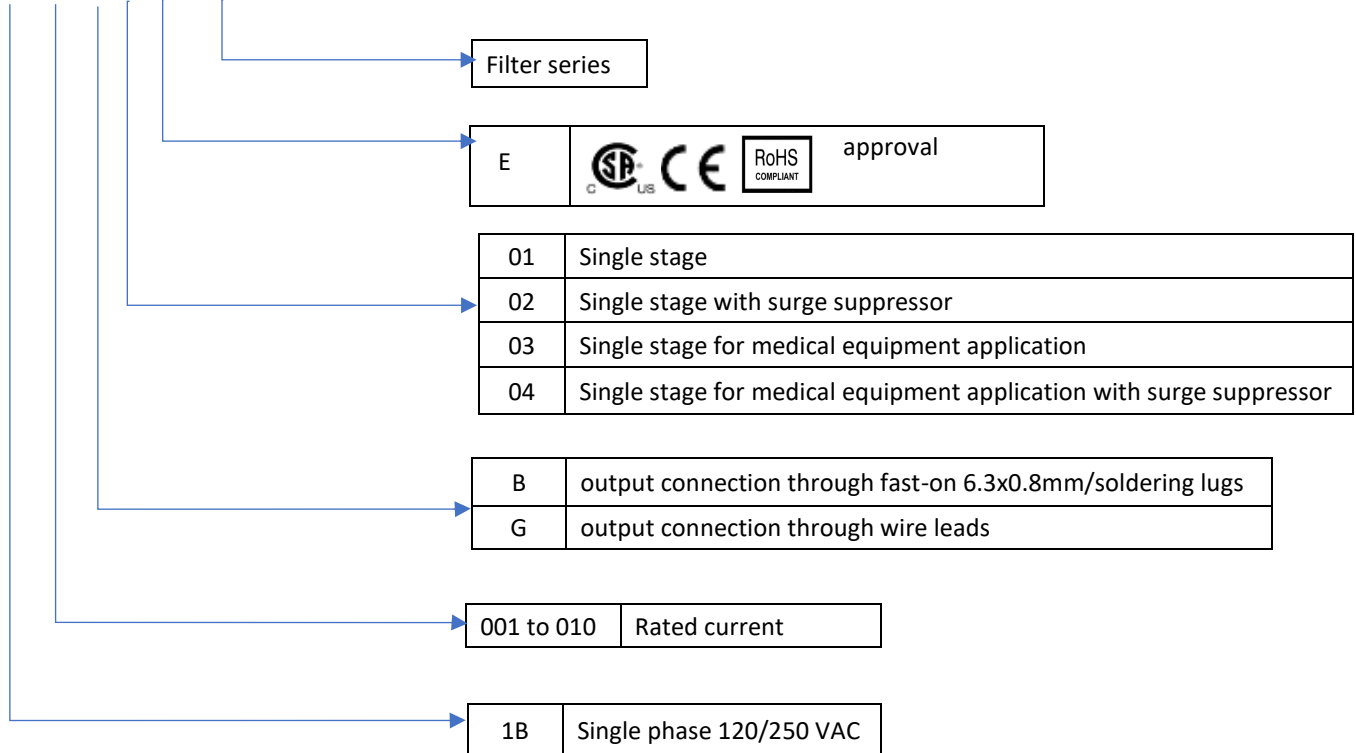 Filter series
E C SA US CE RoHS COMPLIANT approval
01 Single stage
02 Single stage with surge suppressor
03 Single stage for medical equipment application
04 Single stage for medical equipment application with surge suppressor
B output connection through fast-on 6.3x0.8mm/soldering lugs
G output connection through wire leads
001 to 010 Rated current
1B Single phase 120/250 VAC